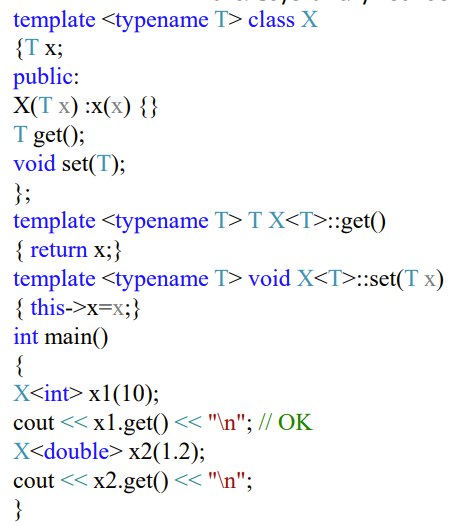 template <typename T> class X
{T x;
public:
X(T x) :x(x) {}
T get();
void set(T);
};
template <typename T> T X<T>::get()
{ return x;}
template <typename T> void X<T>::set(T x)
{ this->x=x;}
int main()
{
X<int> x1(10);
cout << x1.get() << "\n"; // OK
X<double> x2(1.2);
cout << x2.get() << "\n";
}